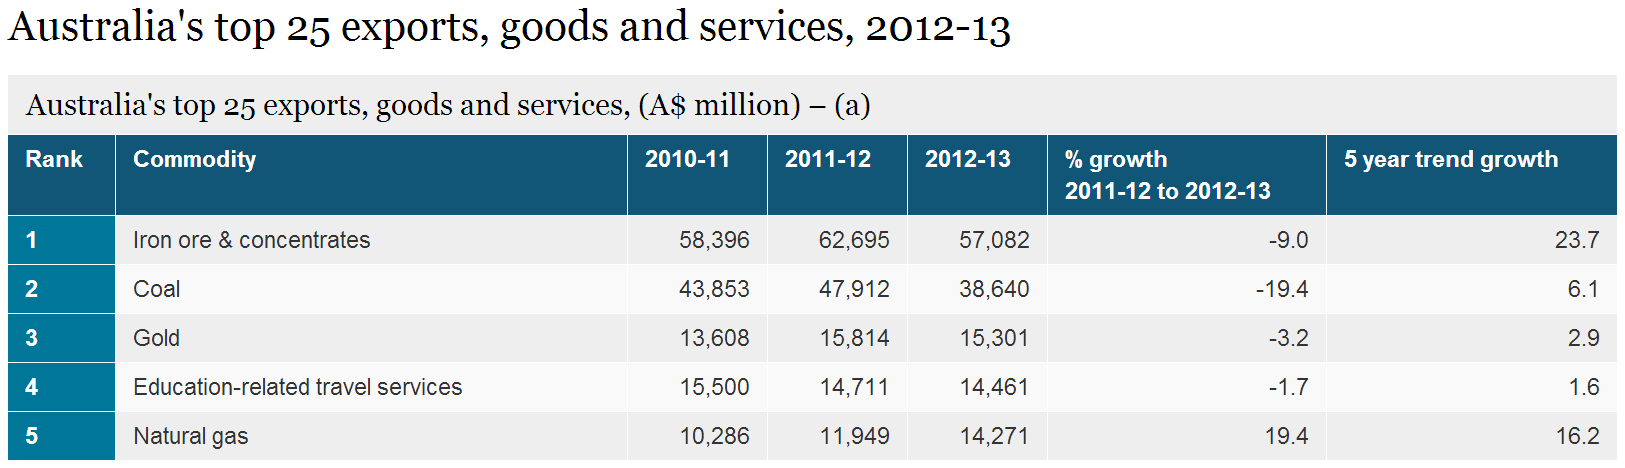 Australia's top 25 exports, goods and services, 2012-13
Australia's top 25 exports, goods and services, (A$ million) – (a)
Rank Commodity 2010-11 2011-12 2012-13 % growth 5 year trend growth
2011-12 to 2012-13
1 Iron ore & concentrates 58,396 62,695 57,082 -9.0 23.7
2 Coal 43,853 47,912 38,640 -19.4 6.1
3 Gold 13,608 15,814 15,301 -3.2 2.9
4 Education-related travel services 15,500 14,711 14,461 -1.7 1.6
5 Natural gas 10,286 11,949 14,271 19.4 16.2